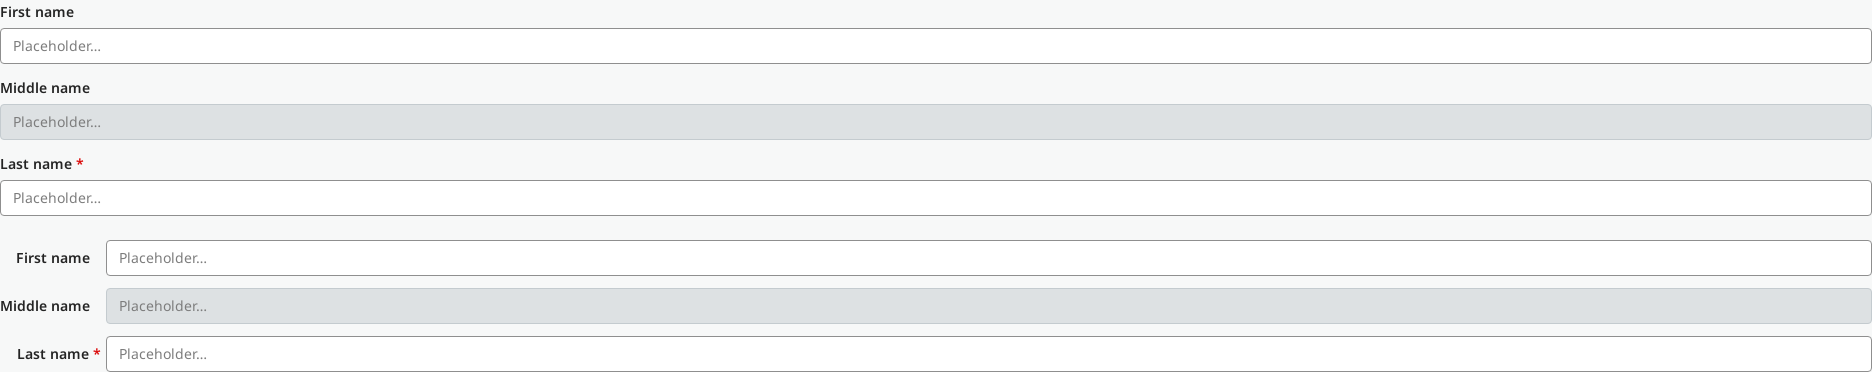 First name
Placeholder...
Middle name
Placeholder...
Last name *
Placeholder...
First name Placeholder...
Middle name Placeholder...
Last name * Placeholder...